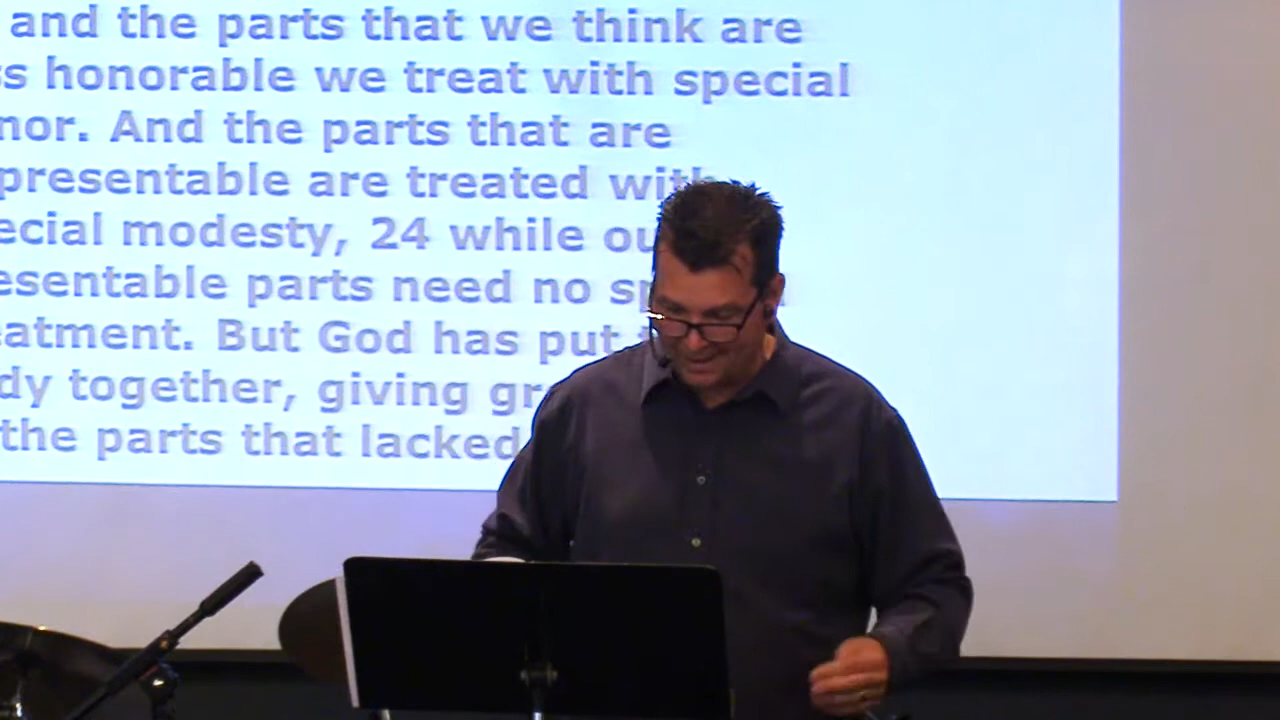 and the parts that we think are
s honorable we treat with special
nor. And the parts that are
presentable are treated with
ecial modesty, 24 while ou
esentable parts need no sp
eatment. But God has put
dy together, giving gr
the parts that lacked